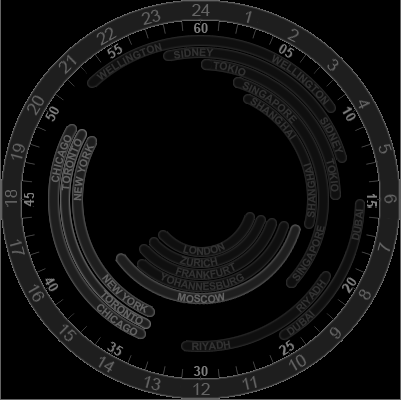 24
1
2
3
4
5
6
7
8
9
10
11
12
13
14
15
16
17
18
19
20
21
22
23
60
05
10
15
20
25
30
35
40
45
50
55
WELLINGTON
WELLINGTON
SiDNEY
SiDNEY
TOKIO
TOKIO
SINGAPORE
SINGAPORE
SHANGHAI
SHANGHAI
DUBAI
DUBAI
RIYADH
RIYADH
CHICAGO
TORONTO
NEW YORK
NEW YORK
TORONTO
CHICAGO
LONDON
ZURICH
FRANKFURT
YOHANNESBURG
MOSCOW